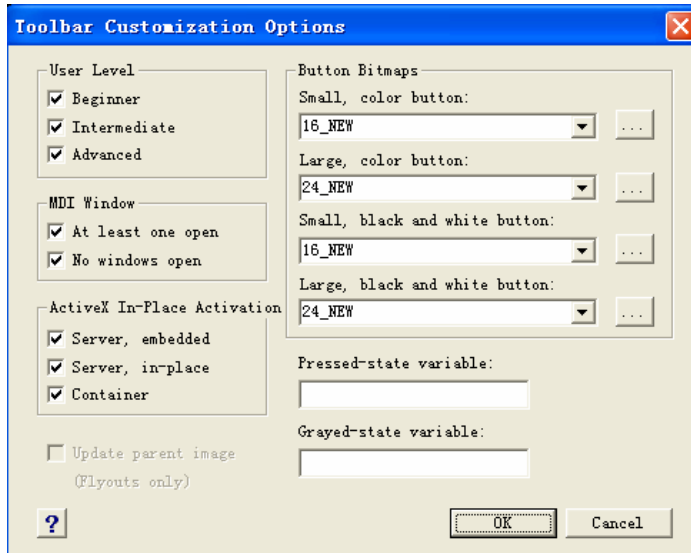 Toolbar Customization Options
User Level
Beginner
Intermediate
Advanced
MDI Window
At least one open
No windows open
ActiveX In-Place Activation
Server, embedded
Server, in-place
Container
Update parent image
(Flyouts only)
Button Bitmaps
Small, color button:
16_NEW
...
Large, color button:
24_NEW
...
Small, black and white button:
16_NEW
...
Large, black and white button:
24_NEW
...
Pressed-state variable:
Grayed-state variable:
?
OK
Cancel